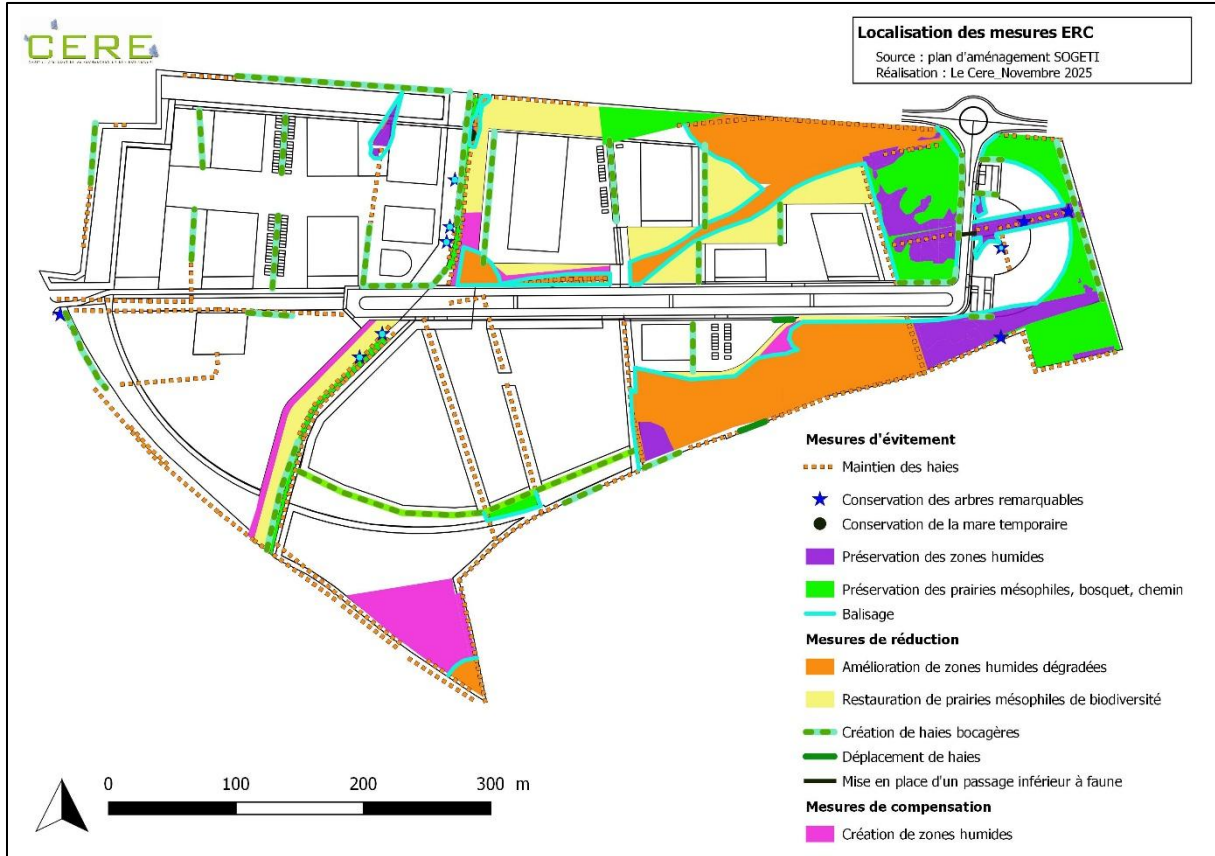 CERE
Localisation des mesures ERC
Source : plan d'aménagement SOGETI
Réalisation : Le Cere_Novembre 2025
Mesures d'évitement
Maintien des haies
Conservation des arbres remarquables
Conservation de la mare temporaire
Préservation des zones humides
Préservation des prairies mésophiles, bosquet, chemin
Balisage
Mesures de réduction
Amélioration de zones humides dégradées
Restauration de prairies mésophiles de biodiversité
Création de haies bocagères
Déplacement de haies
Mise en place d'un passage inférieur à faune
Mesures de compensation
Création de zones humides
0 100 200 300 m